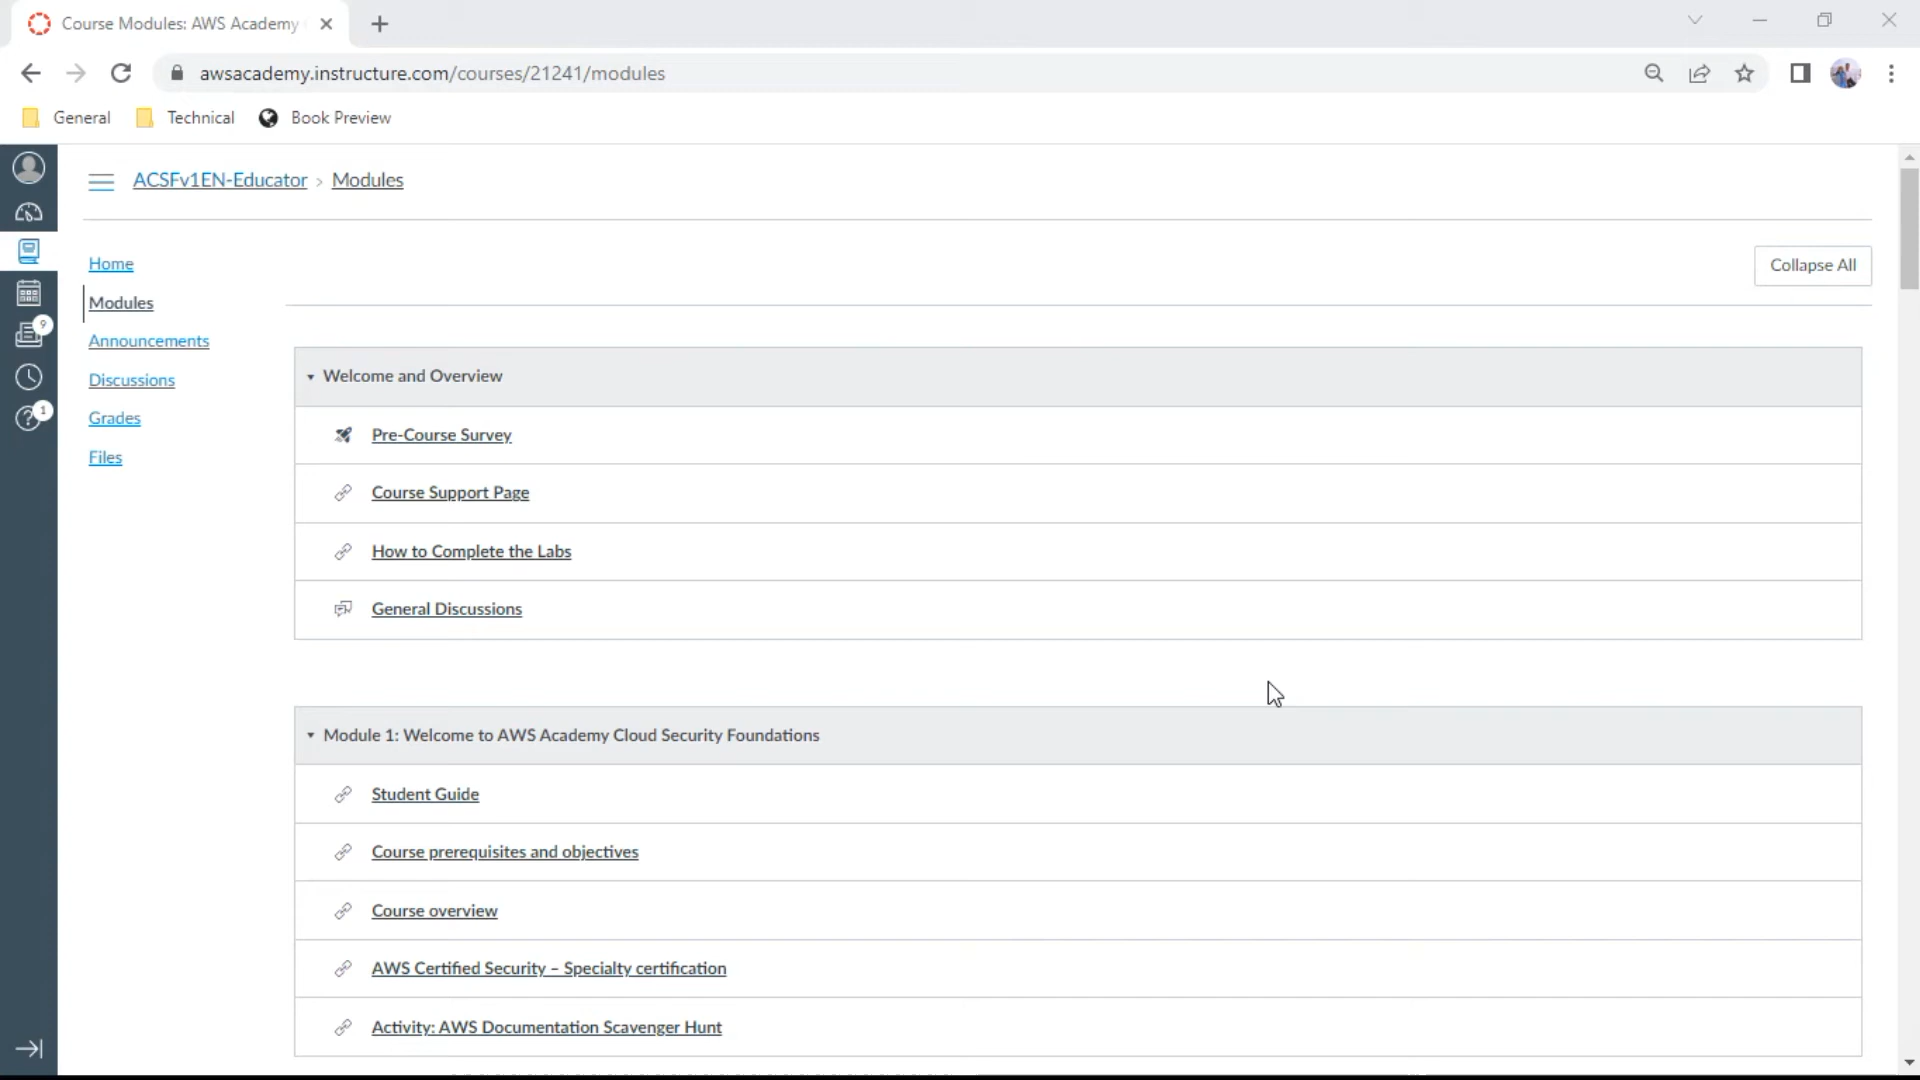 Course Modules: AWS Academy
awsacademy.instructure.com/courses/21241/modules
General
Technical
Book Preview
ACSFv1EN-Educator > Modules
Home
Modules
Announcements
Discussions
Grades
Files
9
1
Collapse All
Welcome and Overview
Pre-Course Survey
Course Support Page
How to Complete the Labs
General Discussions
Module 1: Welcome to AWS Academy Cloud Security Foundations
Student Guide
Course prerequisites and objectives
Course overview
AWS Certified Security – Specialty certification
Activity: AWS Documentation Scavenger Hunt